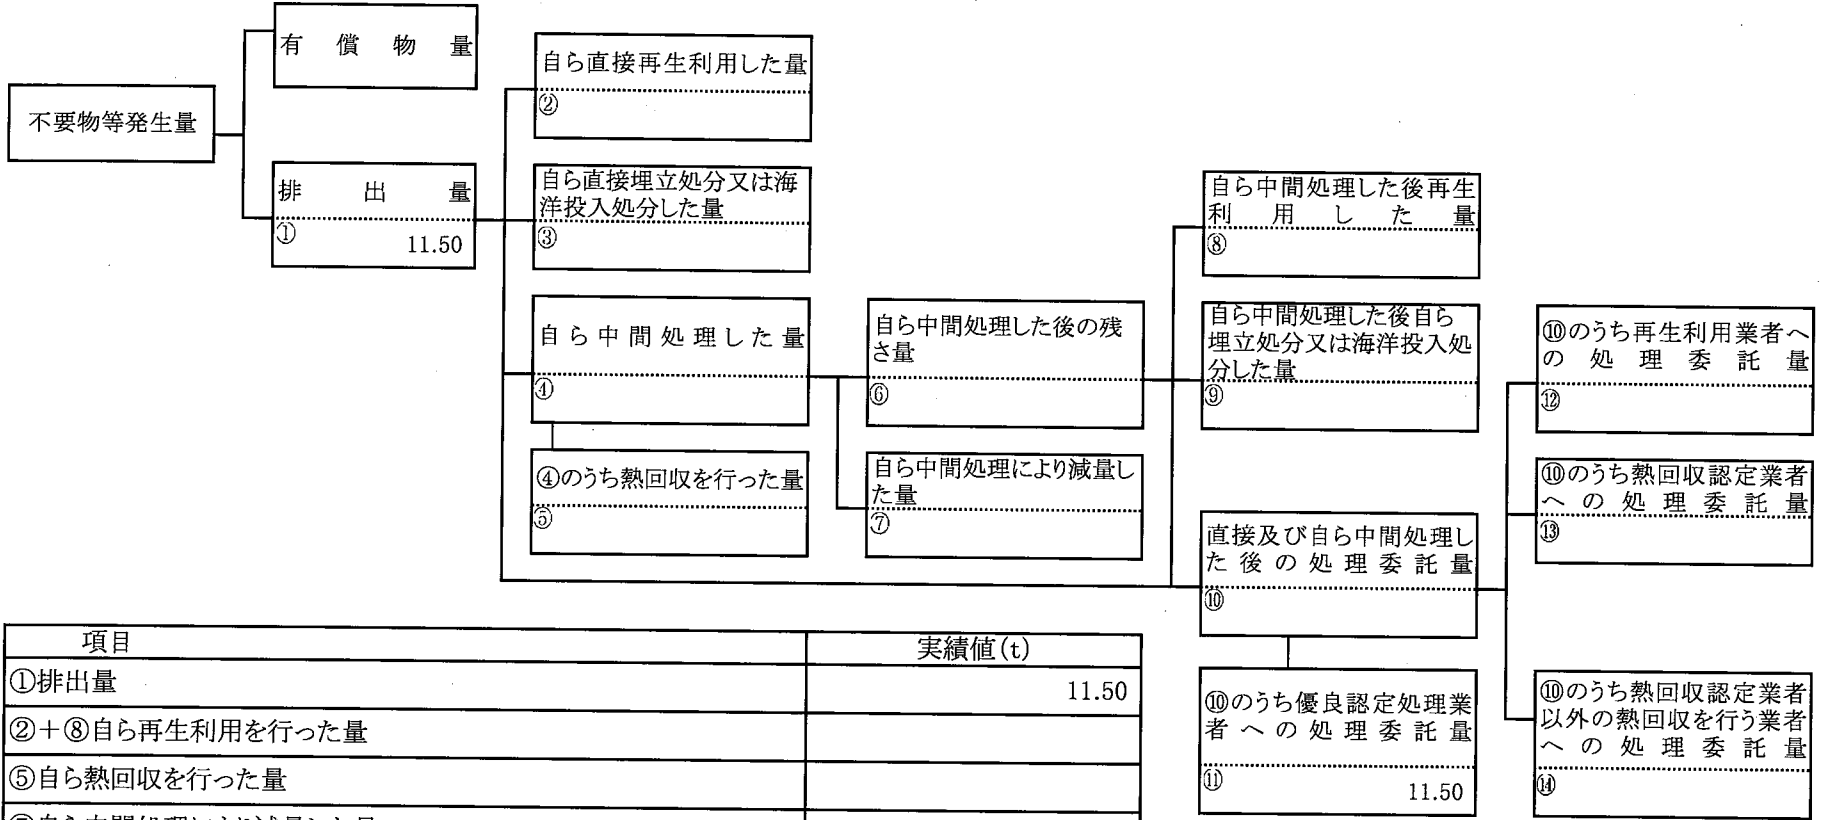 有償物量
不要物等発生量
排出量
①
11.50
自ら直接再生利用した量
②
自ら直接埋立処分又は海
洋投入処分した量
③
自ら中間処理した量
④
④のうち熱回収を行った量
⑤
自ら中間処理した後の残
さ量
⑥
自ら中間処理により減量し
た量
⑦
自ら中間処理した後再生
利用した量
⑧
自ら中間処理した後自ら
埋立処分又は海洋投入処
分した量
⑨
直接及び自ら中間処理し
た後の処理委託量
⑩
⑩のうち優良認定処理業
者への処理委託量
⑪
11.50
⑩のうち再生利用業者へ
の処理委託量
⑫
⑩のうち熱回収認定業者
への処理委託量
⑬
⑩のうち熱回収認定業者
以外の熱回収を行う業者
への処理委託量
⑭
項目 実績値(t)
①排出量 11.50
②+⑧自ら再生利用を行った量
⑤自ら熱回収を行った量